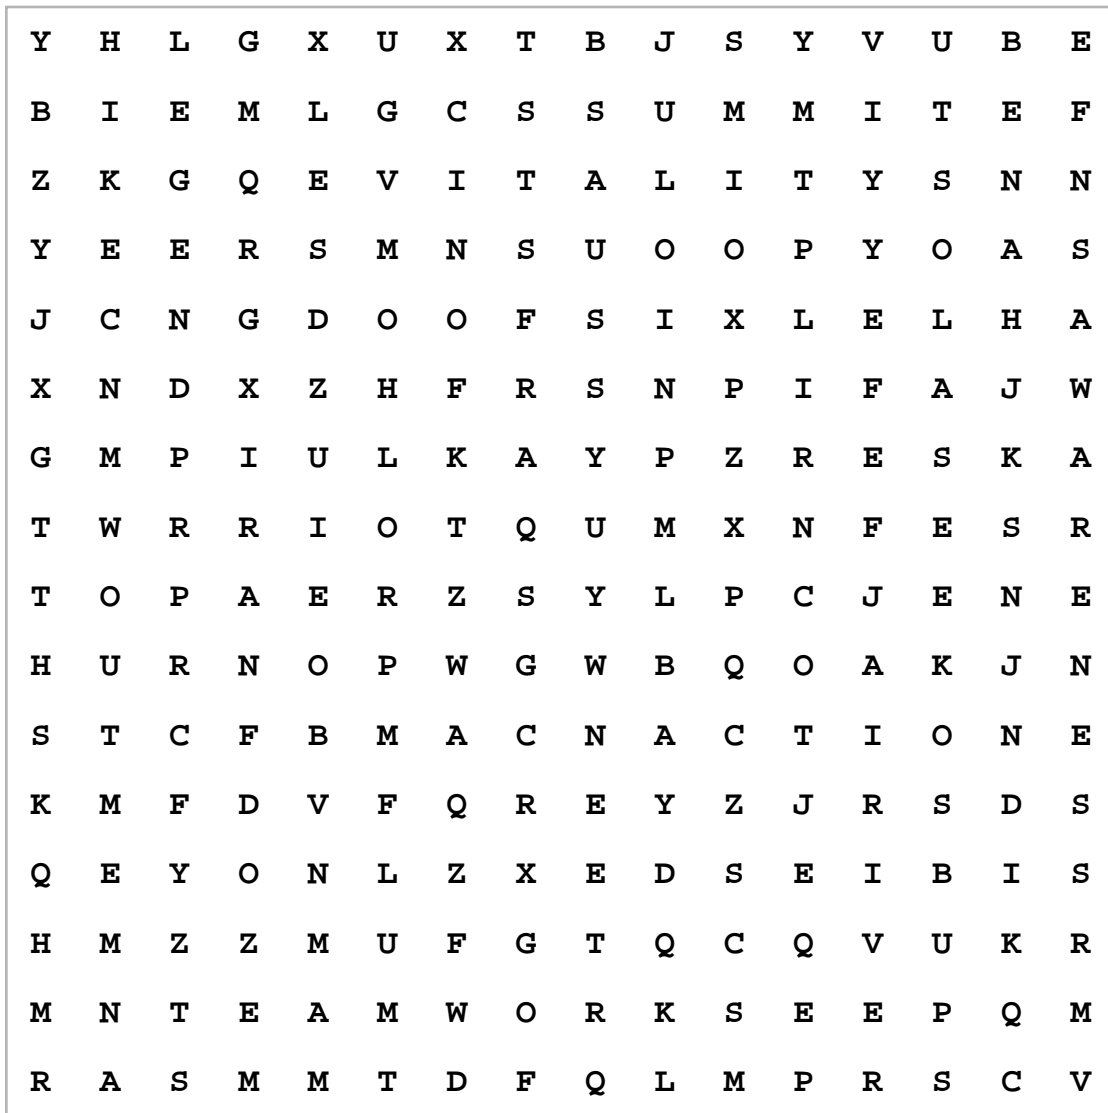 Y H L G X U X T B J S Y V U B E
B I E M L G C S S U M M I T E F
Z K G Q E V I T A L I T Y S N N
Y E E R S M N S U O O P Y O A S
J C N G D O O F S I X L E L H A
X N D X Z H F R S N P I F A J W
G M P I U L K A Y P Z R E S K A
T W R R I O T Q U M X N F E S R
T O P A E R Z S Y L P C J E N E
H U R N O P W G W B Q O A K J N
S T C F B M A C N A C T I O N E
K M F D V F Q R E Y Z J R S D S
Q E Y O N L Z X E D S E I B I S
H M Z Z M U F G T Q C Q V U K R
M N T E A M W O R K S E E P Q M
R A S M M T D F Q L M P R S C V